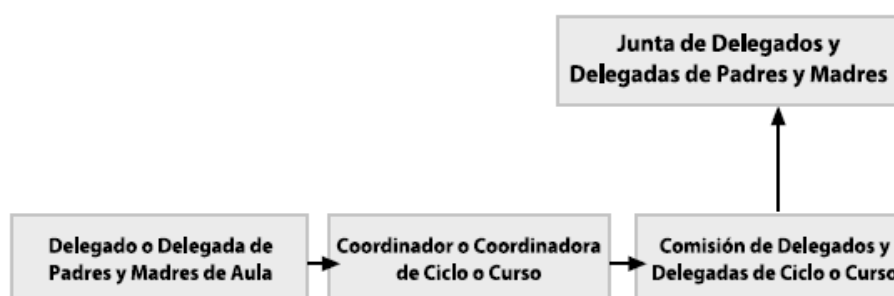 Junta de Delegados y
Delegadas de Padres y Madres
Delegado o Delegada de
Padres y Madres de Aula
Coordinador o Coordinadora
de Ciclo o Curso
Comisión de Delegados y
Delegadas de Ciclo o Curso